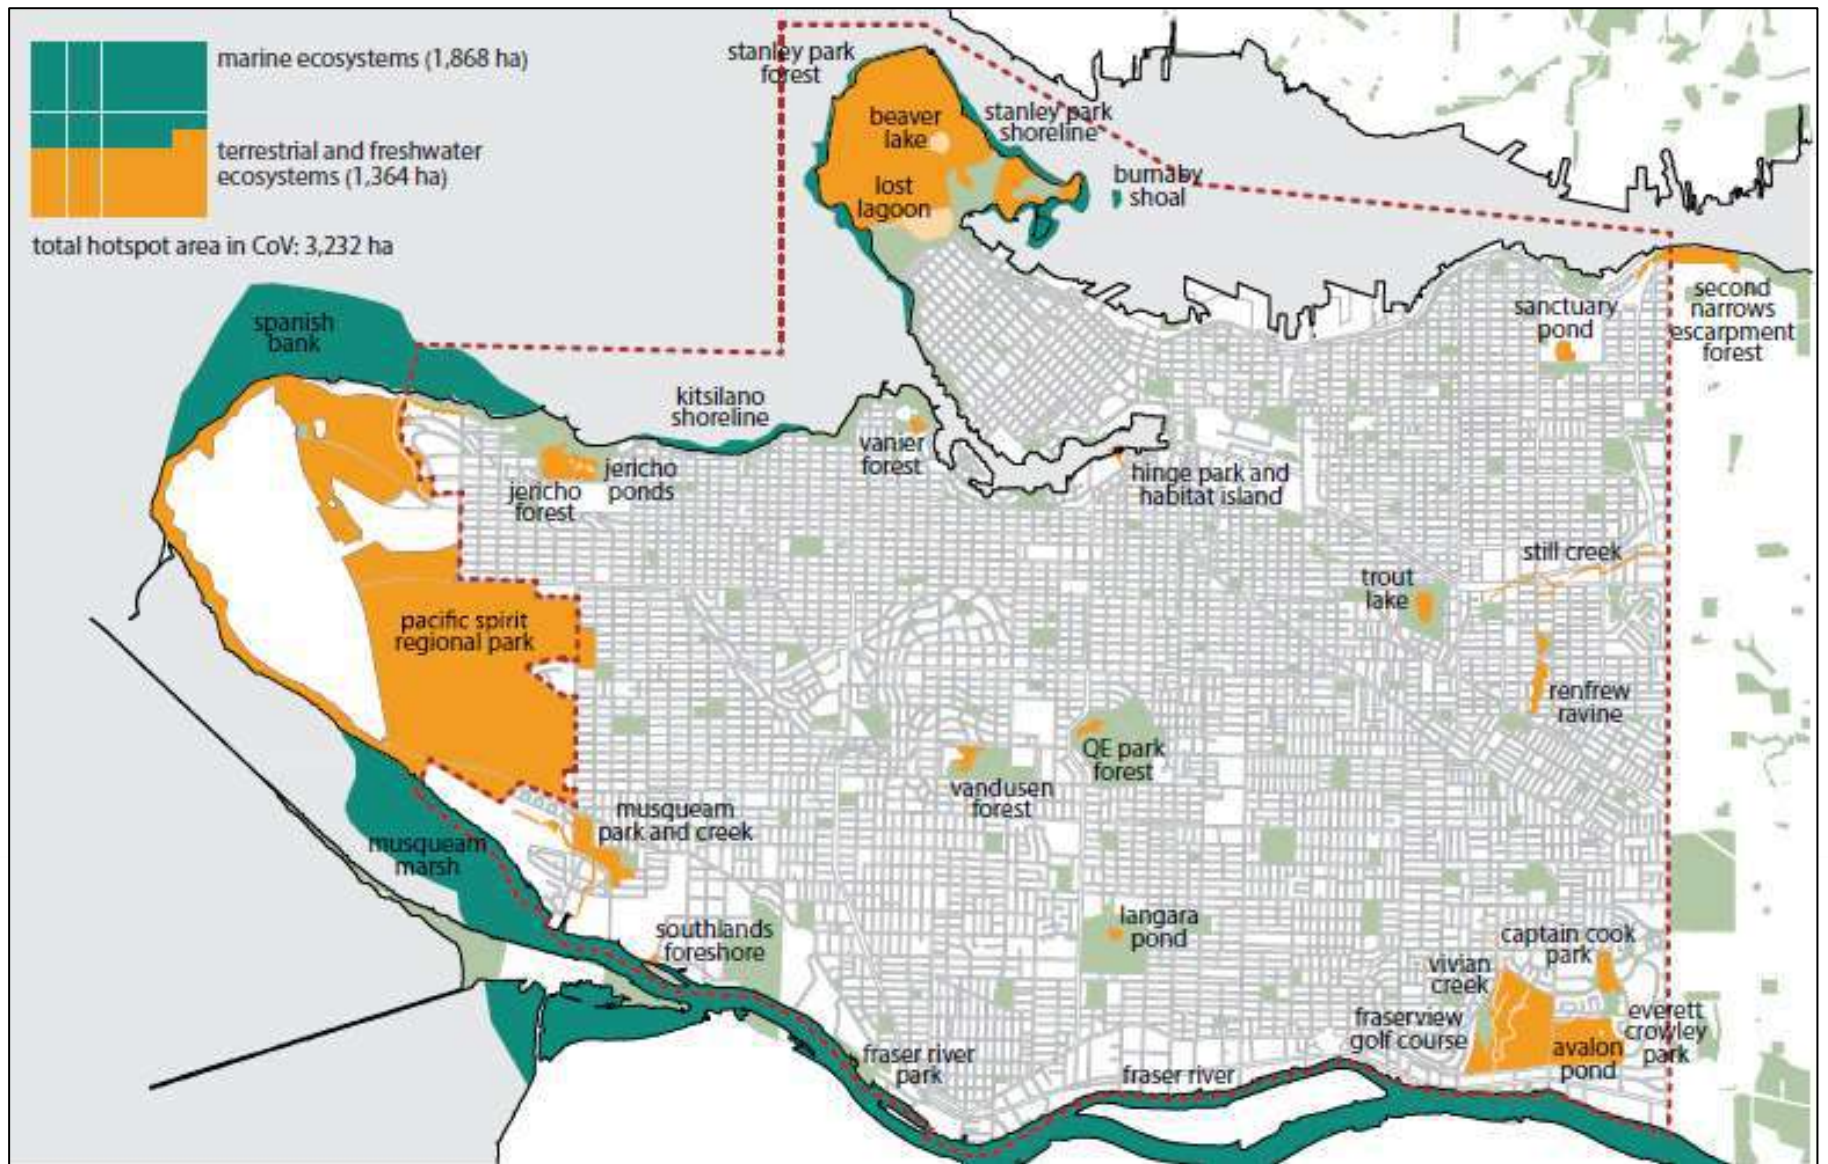 marine ecosystems (1,868 ha)
terrestrial and freshwater
ecosystems (1,364 ha)
total hotspot area in CoV: 3,232 ha
stanley park
forest
beaver
lake
stanley park
shoreline
lost
lagoon
burnaby
shoal
spanish
bank
kitsilano
shoreline
sanctuary
pond
second
narrows
escarpment
forest
vanier
forest
jericho
ponds
jericho
forest
hinge park and
habitat island
still creek
trout
lake
pacific spirit
regional park
renfrew
ravine
QE park
forest
vandusen
forest
musqueam
park and creek
musqueam
marsh
southlands
foreshore
langara
pond
captain cook
park
vivian
creek
fraserview
golf course
everett
crowley
park
avalon
pond
fraser river
park
fraser river